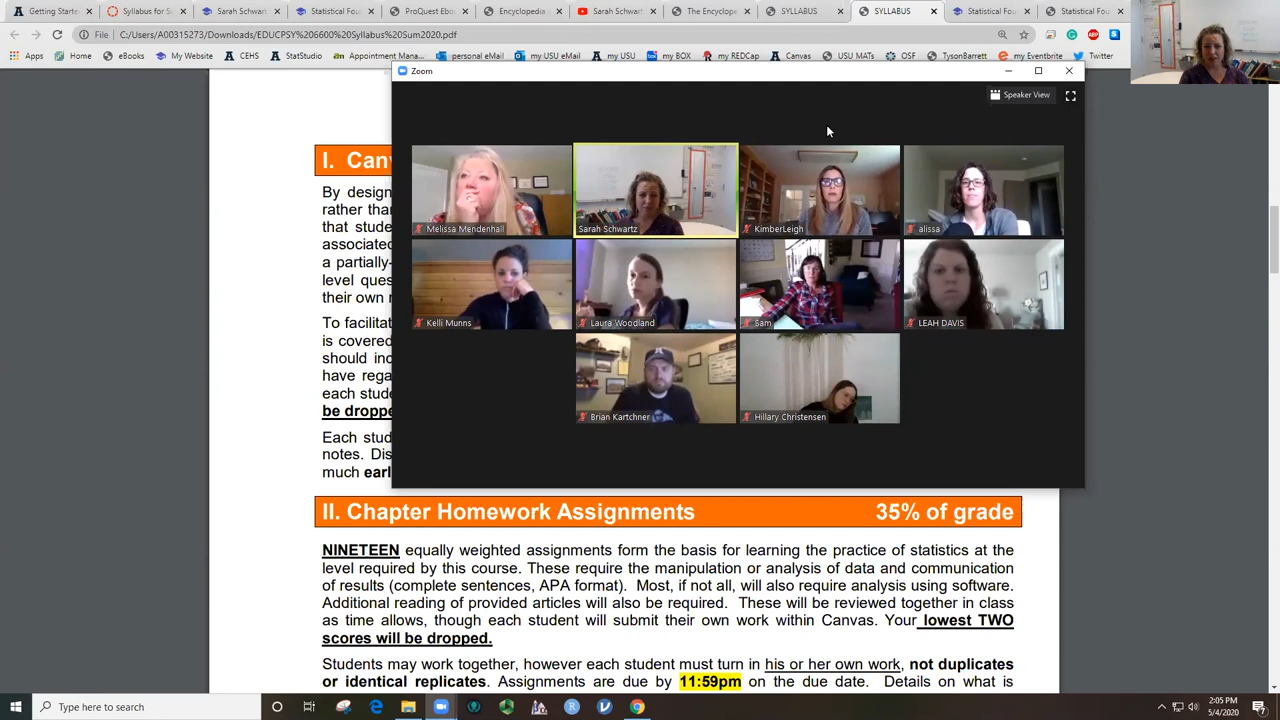 Getting Starte
Syllabus for S
Sarah Schwart
Statistical Fou
ProQuest Ebo
Encyclopedia
Sarah Schwart
The Encyclop
SYLLABUS
SYLLABUS
Statistical Fou
Statistical Fou
File | C:/Users/A00315273/Downloads/EDUCPSY%206600%20Syllabus%20Sum2020.pdf
Apps
Appointment Mana...
personal eMail
my USU eMail
my USU
my BOX
my REDCap
Canvas
USU MATs
OSF
TysonBarrett
my Eventbrite
Twitter
G-Bookmarks
My Website
CEHS
StatStudio
Zoom
Speaker View
Melissa Mendenhall
Sarah Schwartz
KimberLeigh
alissa
Kelli Munns
Laura Woodland
Sam
LEAH DAVIS
Brian Kartchner
Hillary Christensen
I. Can
By design
rather than
that stude
associated
a partially-
level ques
their own r
To facilitat
is covered
should inc
have rega
each stude
be droppe
Each stud
notes. Dis
much earl
II. Chapter Homework Assignments 35% of grade
NINETEEN equally weighted assignments form the basis for learning the practice of statistics at the
level required by this course. These require the manipulation or analysis of data and communication
of results (complete sentences, APA format). Most, if not all, will also require analysis using software.
Additional reading of provided articles will also be required. These will be reviewed together in class
as time allows, though each student will submit their own work within Canvas. Your lowest TWO
scores will be dropped.
Students may work together, however each student must turn in his or her own work, not duplicates
or identical replicates. Assignments are due by 11:59pm on the due date. Details on what is
Type here to search
2:05 PM
5/4/2020